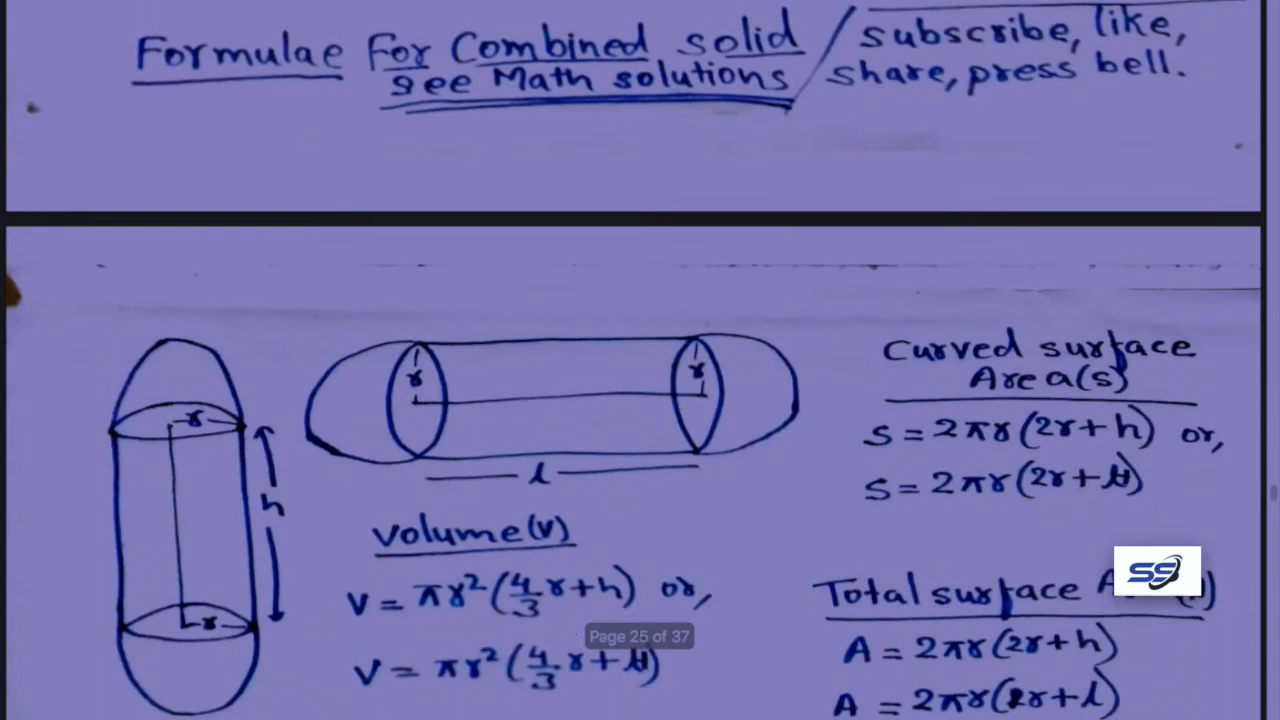 Formulae For Combined solid
see Math solutions
subscribe, like,
share, press bell.
r
r
h
r
r
l
Volume(v)
V = πr²(4/3 r+h) or,
V = πr²(4/3 r+l)
Curved surface
Area(s)
S = 2πr(2r+h) or,
S = 2πr(2r+l)
SS
Total surface
A = 2πr(2r+h)
A = 2πr(2r+l)
Page 25 of 37